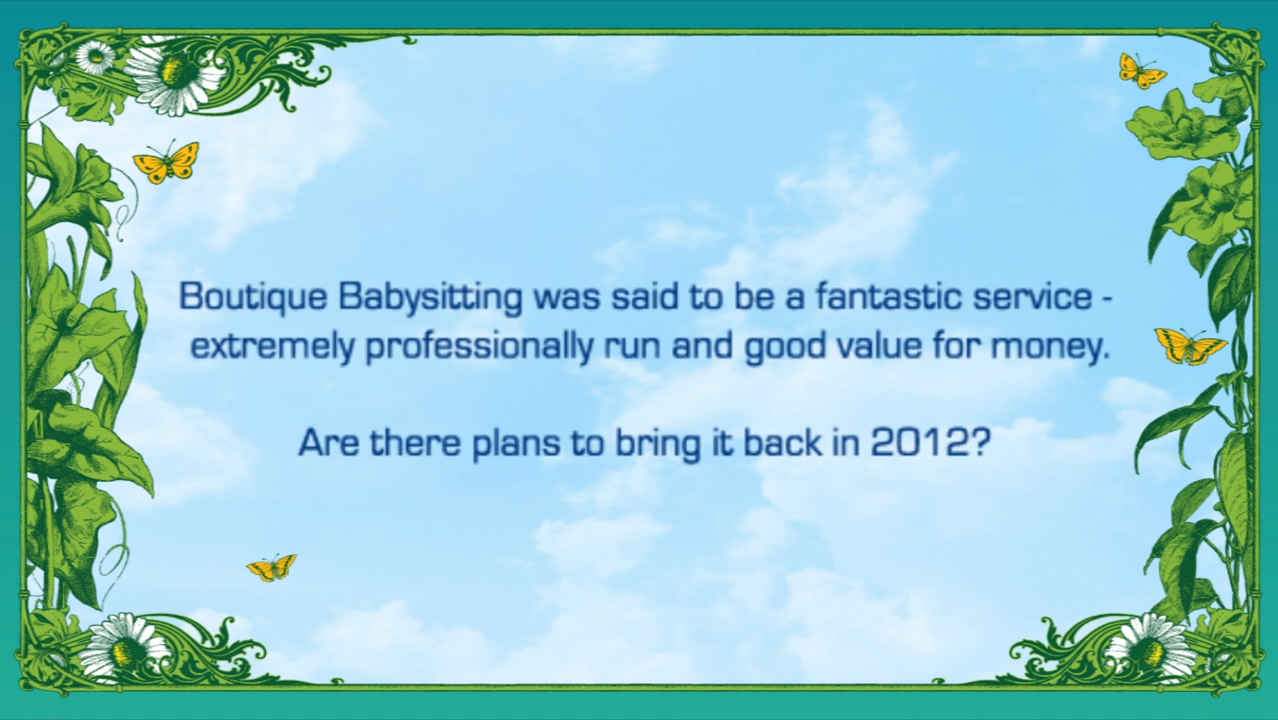 Boutique Babysitting was said to be a fantastic service -
extremely professionally run and good value for money.
Are there plans to bring it back in 2012?